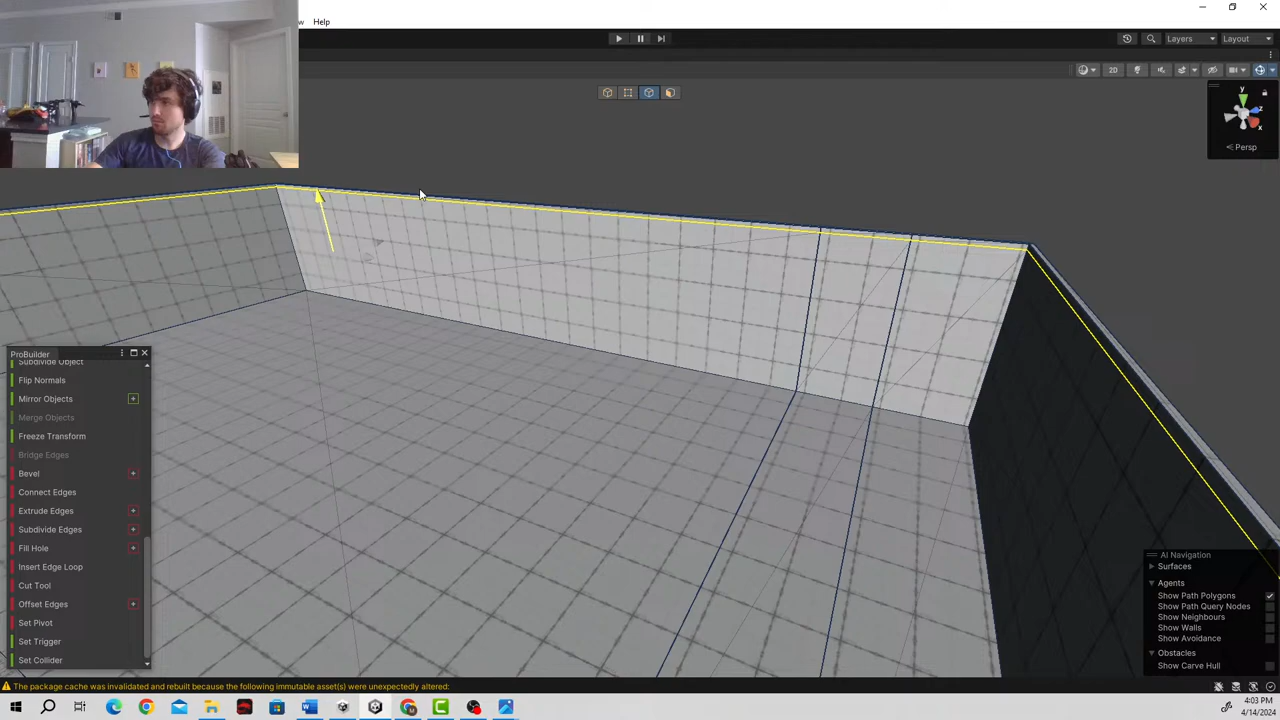 Help
Layers
Layout
2D
y
z
x
Persp
ProBuilder
Subdivide Object
Flip Normals
Mirror Objects
Merge Objects
Freeze Transform
Bridge Edges
Bevel
Connect Edges
Extrude Edges
Subdivide Edges
Fill Hole
Insert Edge Loop
Cut Tool
Offset Edges
Set Pivot
Set Trigger
Set Collider
AI Navigation
Surfaces
Agents
Show Path Polygons
Show Path Query Nodes
Show Neighbours
Show Walls
Show Avoidance
Obstacles
Show Carve Hull
The package cache was invalidated and rebuilt because the following immutable asset(s) were unexpectedly altered:
4:03 PM
4/14/2024